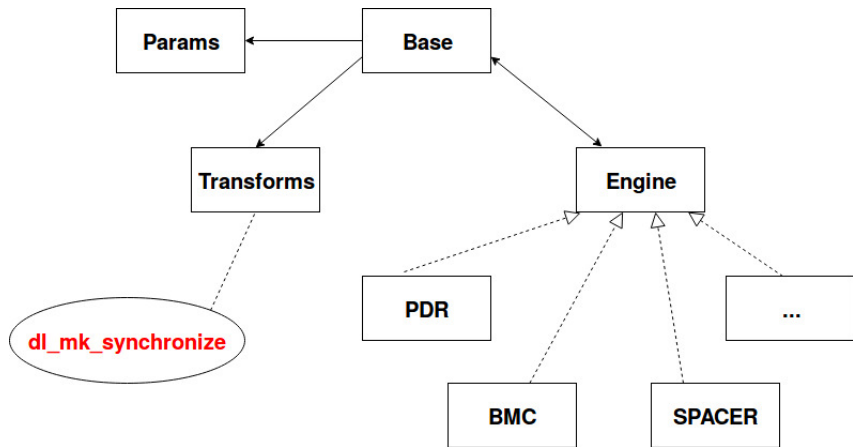 Params
Base
Transforms
Engine
PDR
...
dl_mk_synchronize
BMC
SPACER